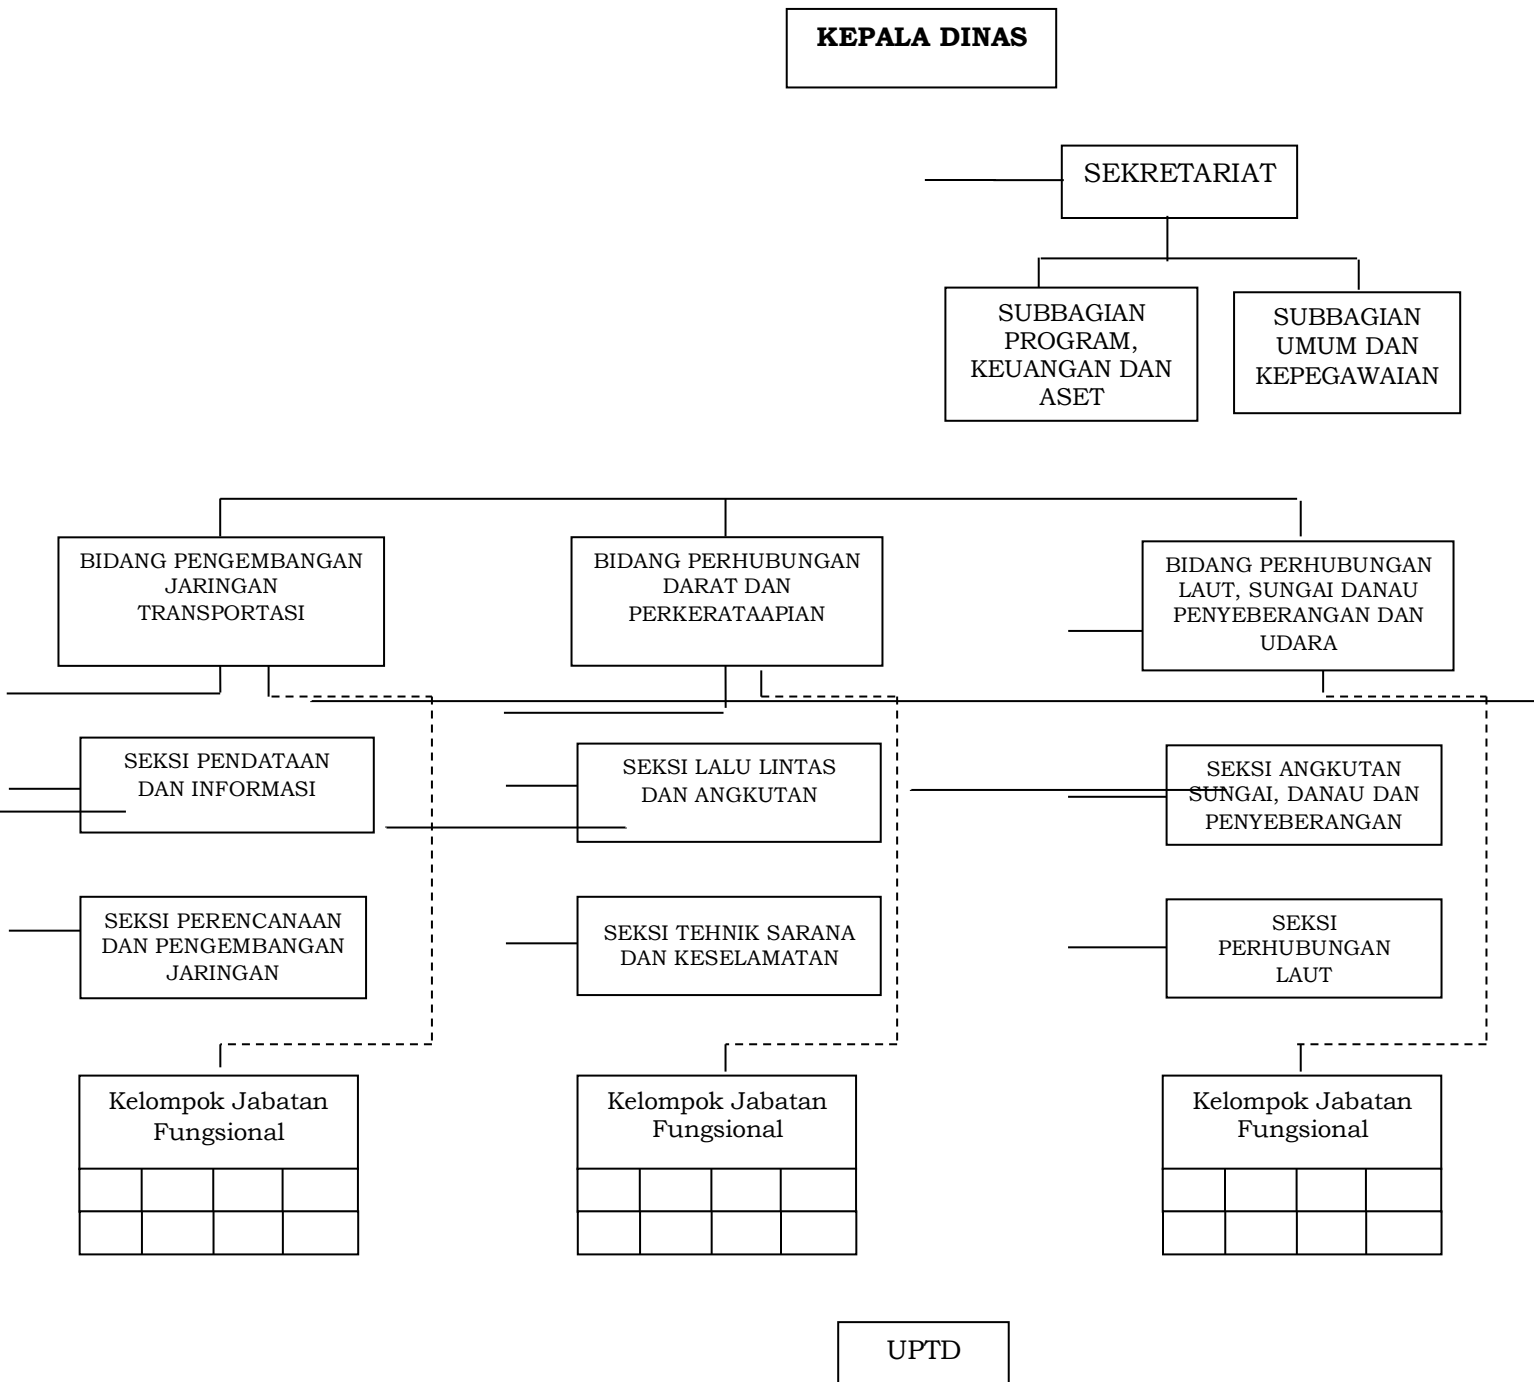 KEPALA DINAS
SEKRETARIAT
SUBBAGIAN
PROGRAM,
KEUANGAN DAN
ASET
SUBBAGIAN
UMUM DAN
KEPEGAWAIAN
BIDANG PENGEMBANGAN
JARINGAN
TRANSPORTASI
BIDANG PERHUBUNGAN
DARAT DAN
PERKERATAAPIAN
BIDANG PERHUBUNGAN
LAUT, SUNGAI DANAU
PENYEBERANGAN DAN
UDARA
SEKSI PENDATAAN
DAN INFORMASI
SEKSI LALU LINTAS
DAN ANGKUTAN
SEKSI ANGKUTAN
SUNGAI, DANAU DAN
PENYEBERANGAN
SEKSI PERENCANAAN
DAN PENGEMBANGAN
JARINGAN
SEKSI TEHNIK SARANA
DAN KESELAMATAN
SEKSI
PERHUBUNGAN
LAUT
Kelompok Jabatan
Fungsional
Kelompok Jabatan
Fungsional
Kelompok Jabatan
Fungsional
UPTD